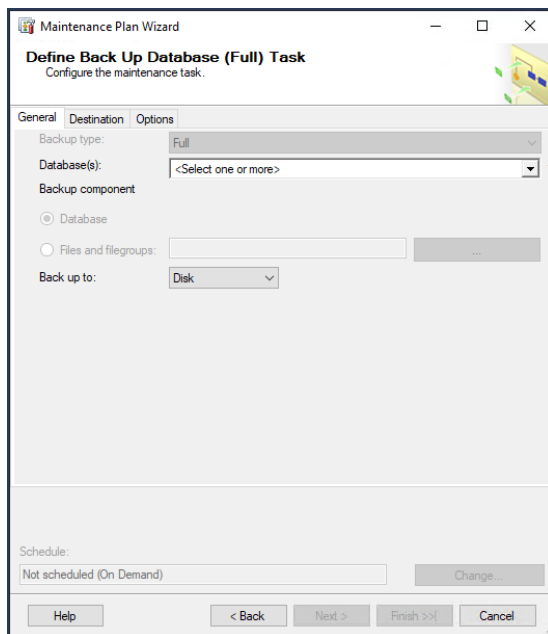 Maintenance Plan Wizard
Define Back Up Database (Full) Task
Configure the maintenance task.
General Destination Options
Backup type: Full
Database(s): <Select one or more>
Backup component
Database
Files and filegroups: ...
Back up to: Disk
Schedule:
Not scheduled (On Demand) Change...
Help < Back Next > Finish >>| Cancel